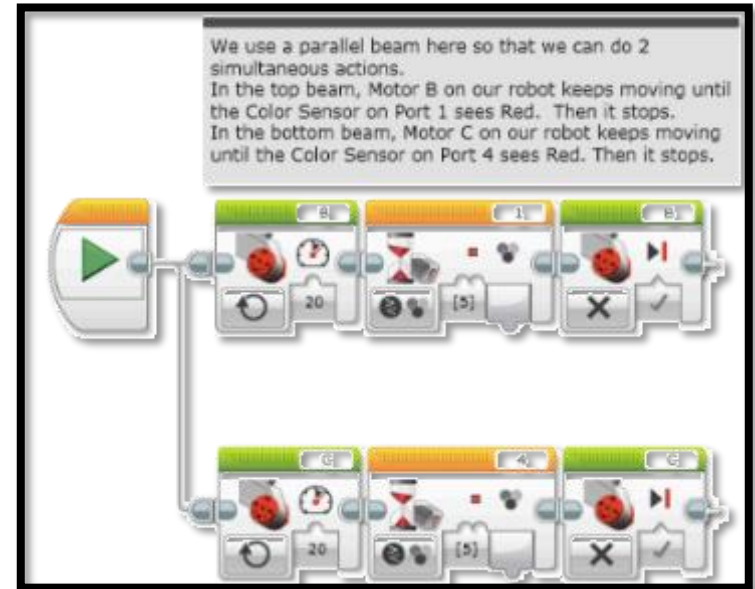 We use a parallel beam here so that we can do 2
simultaneous actions.
In the top beam, Motor B on our robot keeps moving until
the Color Sensor on Port 1 sees Red. Then it stops.
In the bottom beam, Motor C on our robot keeps moving
until the Color Sensor on Port 4 sees Red. Then it stops.
B 1 B
20 [5]
C 4 C
20 [5]